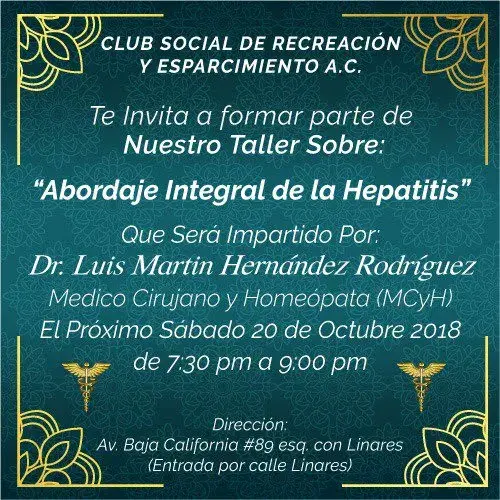 CLUB SOCIAL DE RECREACIÓN
Y ESPARCIMIENTO A.C.
Te Invita a formar parte de
Nuestro Taller Sobre:
“Abordaje Integral de la Hepatitis”
Que Será Impartido Por:
Dr. Luis Martin Hernández Rodríguez
Medico Cirujano y Homeópata (MCyH)
El Próximo Sábado 20 de Octubre 2018
de 7:30 pm a 9:00 pm
Dirección:
Av. Baja California #89 esq. con Linares
(Entrada por calle Linares)